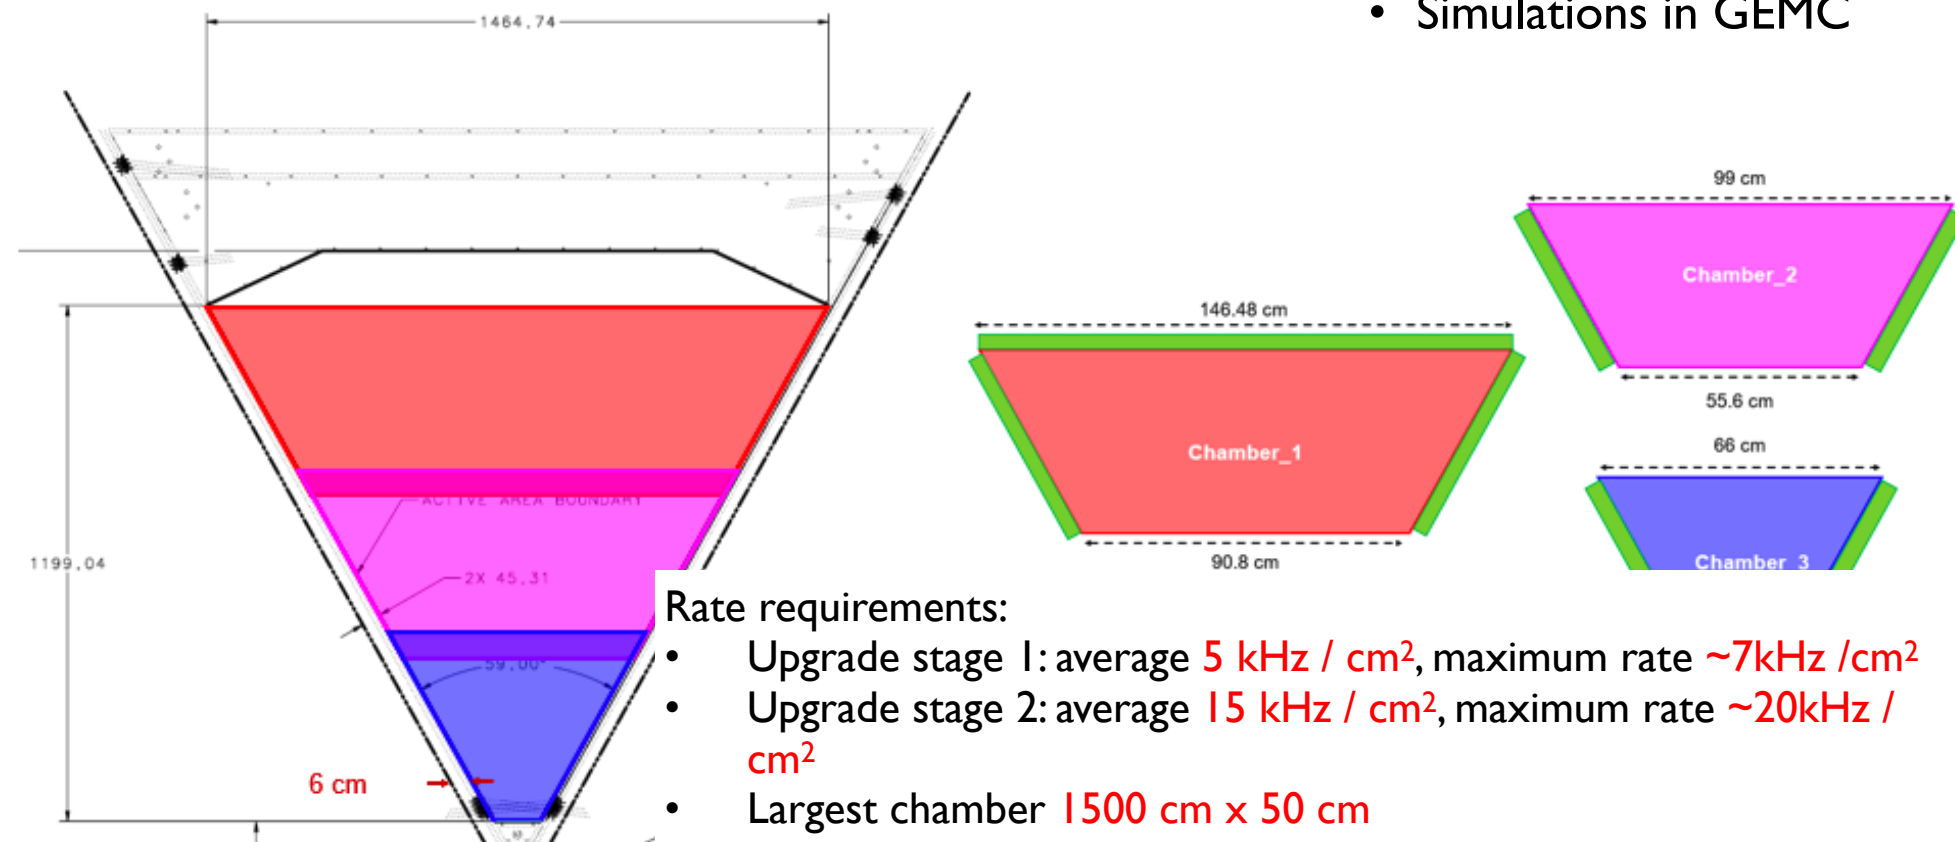 • Simulations in GEMC
1464.74
99 cm
Chamber_2
146.48 cm
55.6 cm
66 cm
Chamber_1
ACTIVE AREA BOUNDARY
1199.04
2X 45.31
90.8 cm
Chamber_3
Rate requirements:
• Upgrade stage 1: average 5 kHz / cm², maximum rate ~7kHz /cm²
59.00°
• Upgrade stage 2: average 15 kHz / cm², maximum rate ~20kHz /
cm²
6 cm
• Largest chamber 1500 cm x 50 cm